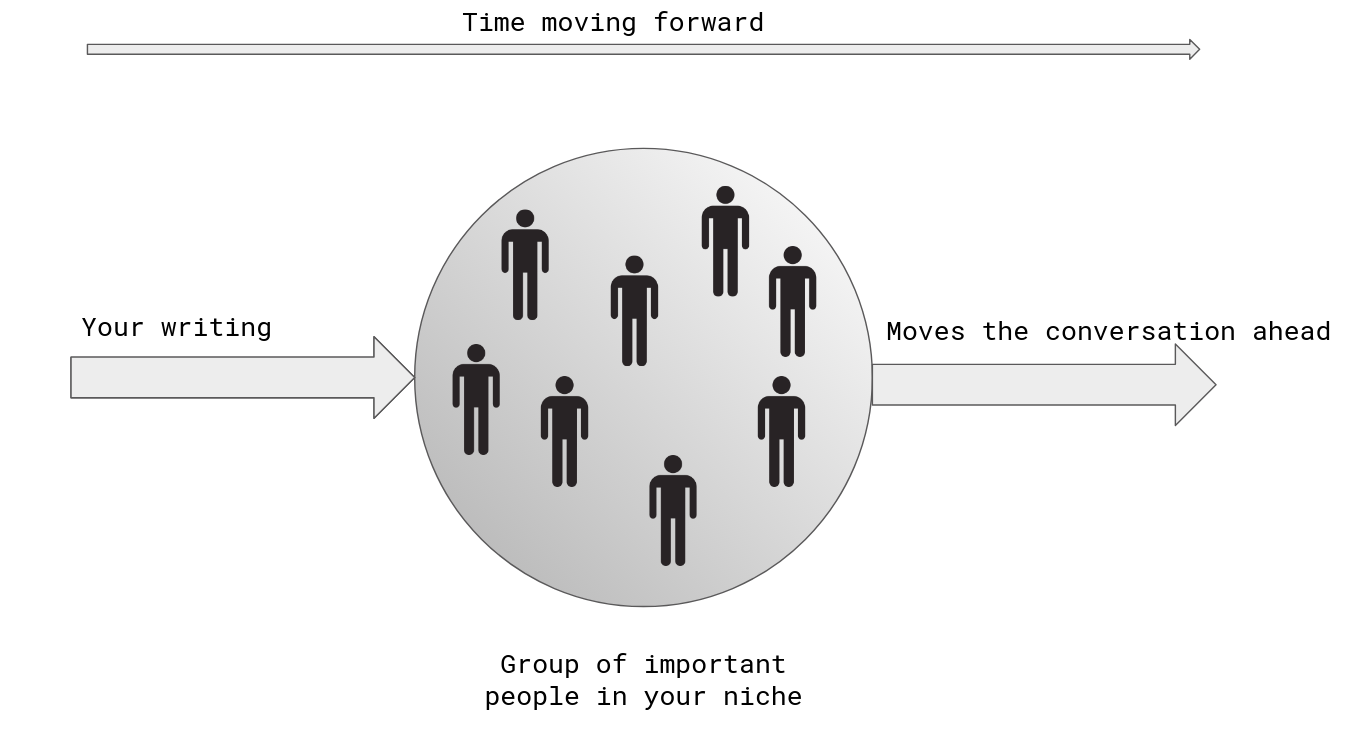 Time moving forward
Your writing
Moves the conversation ahead
Group of important
people in your niche